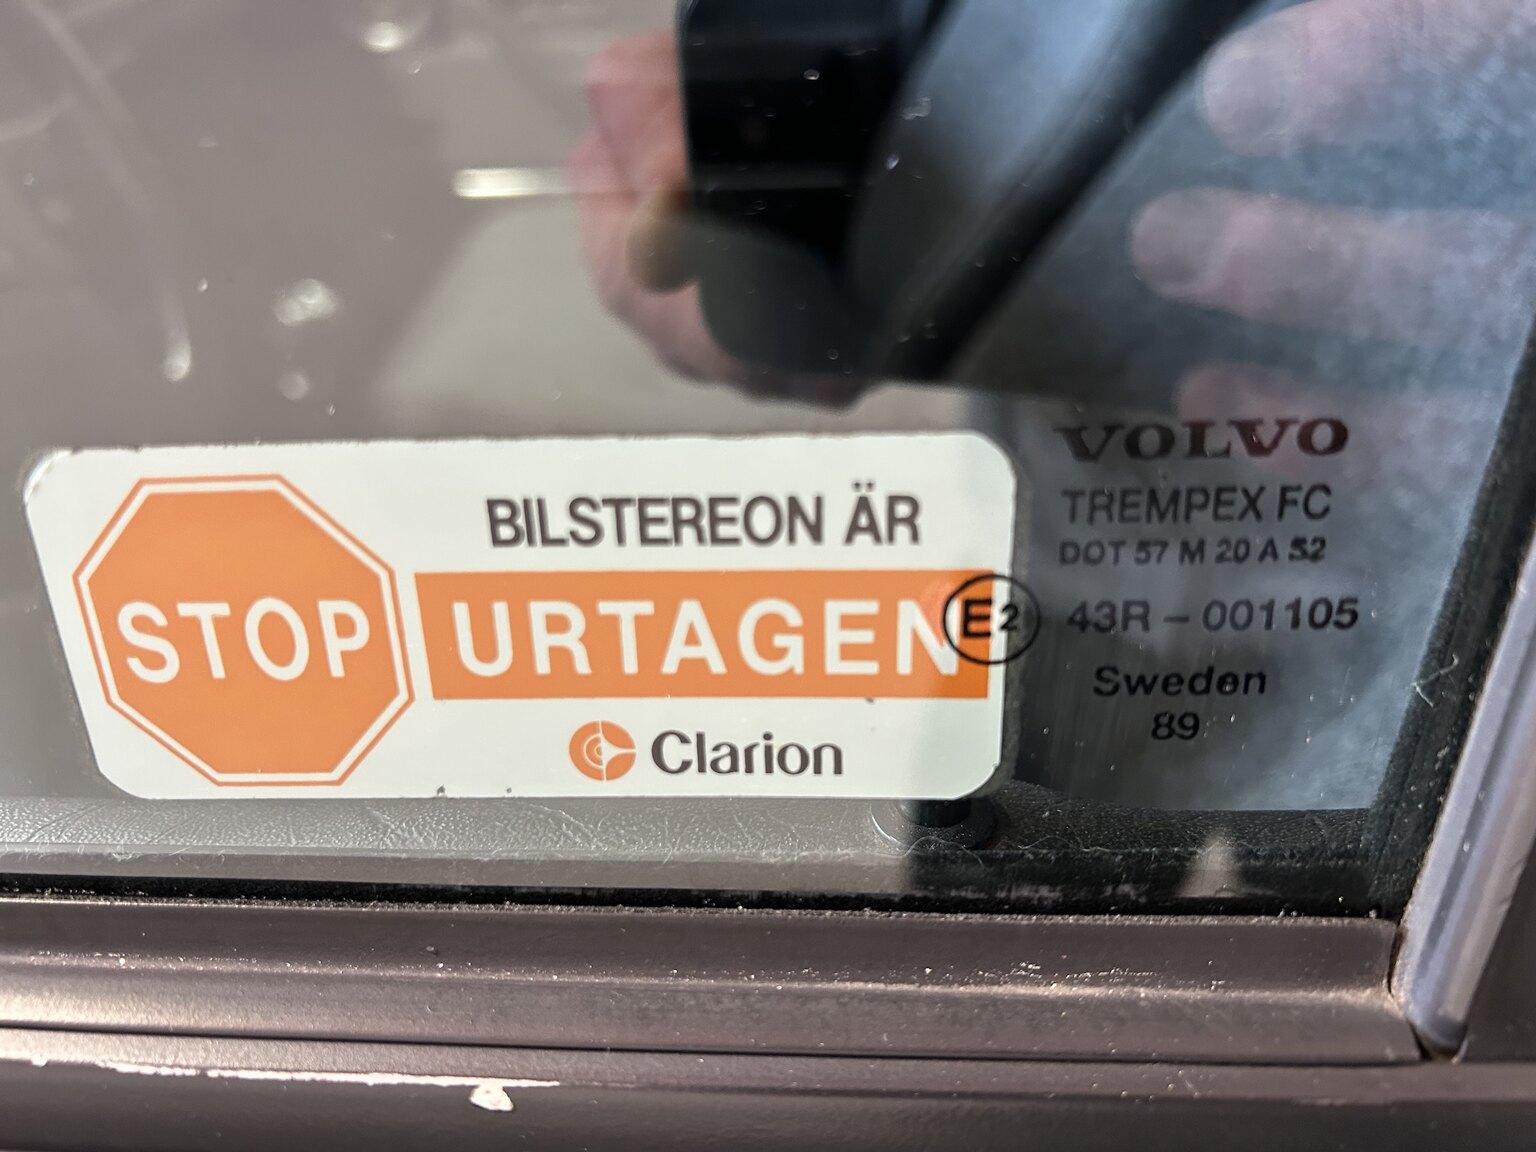 STOP
BILSTEREON ÄR
URTAGEN
Clarion
VOLVO
TREMPEX FC
DOT 57 M 20 A 52
E2 43R – 001105
Sweden
89